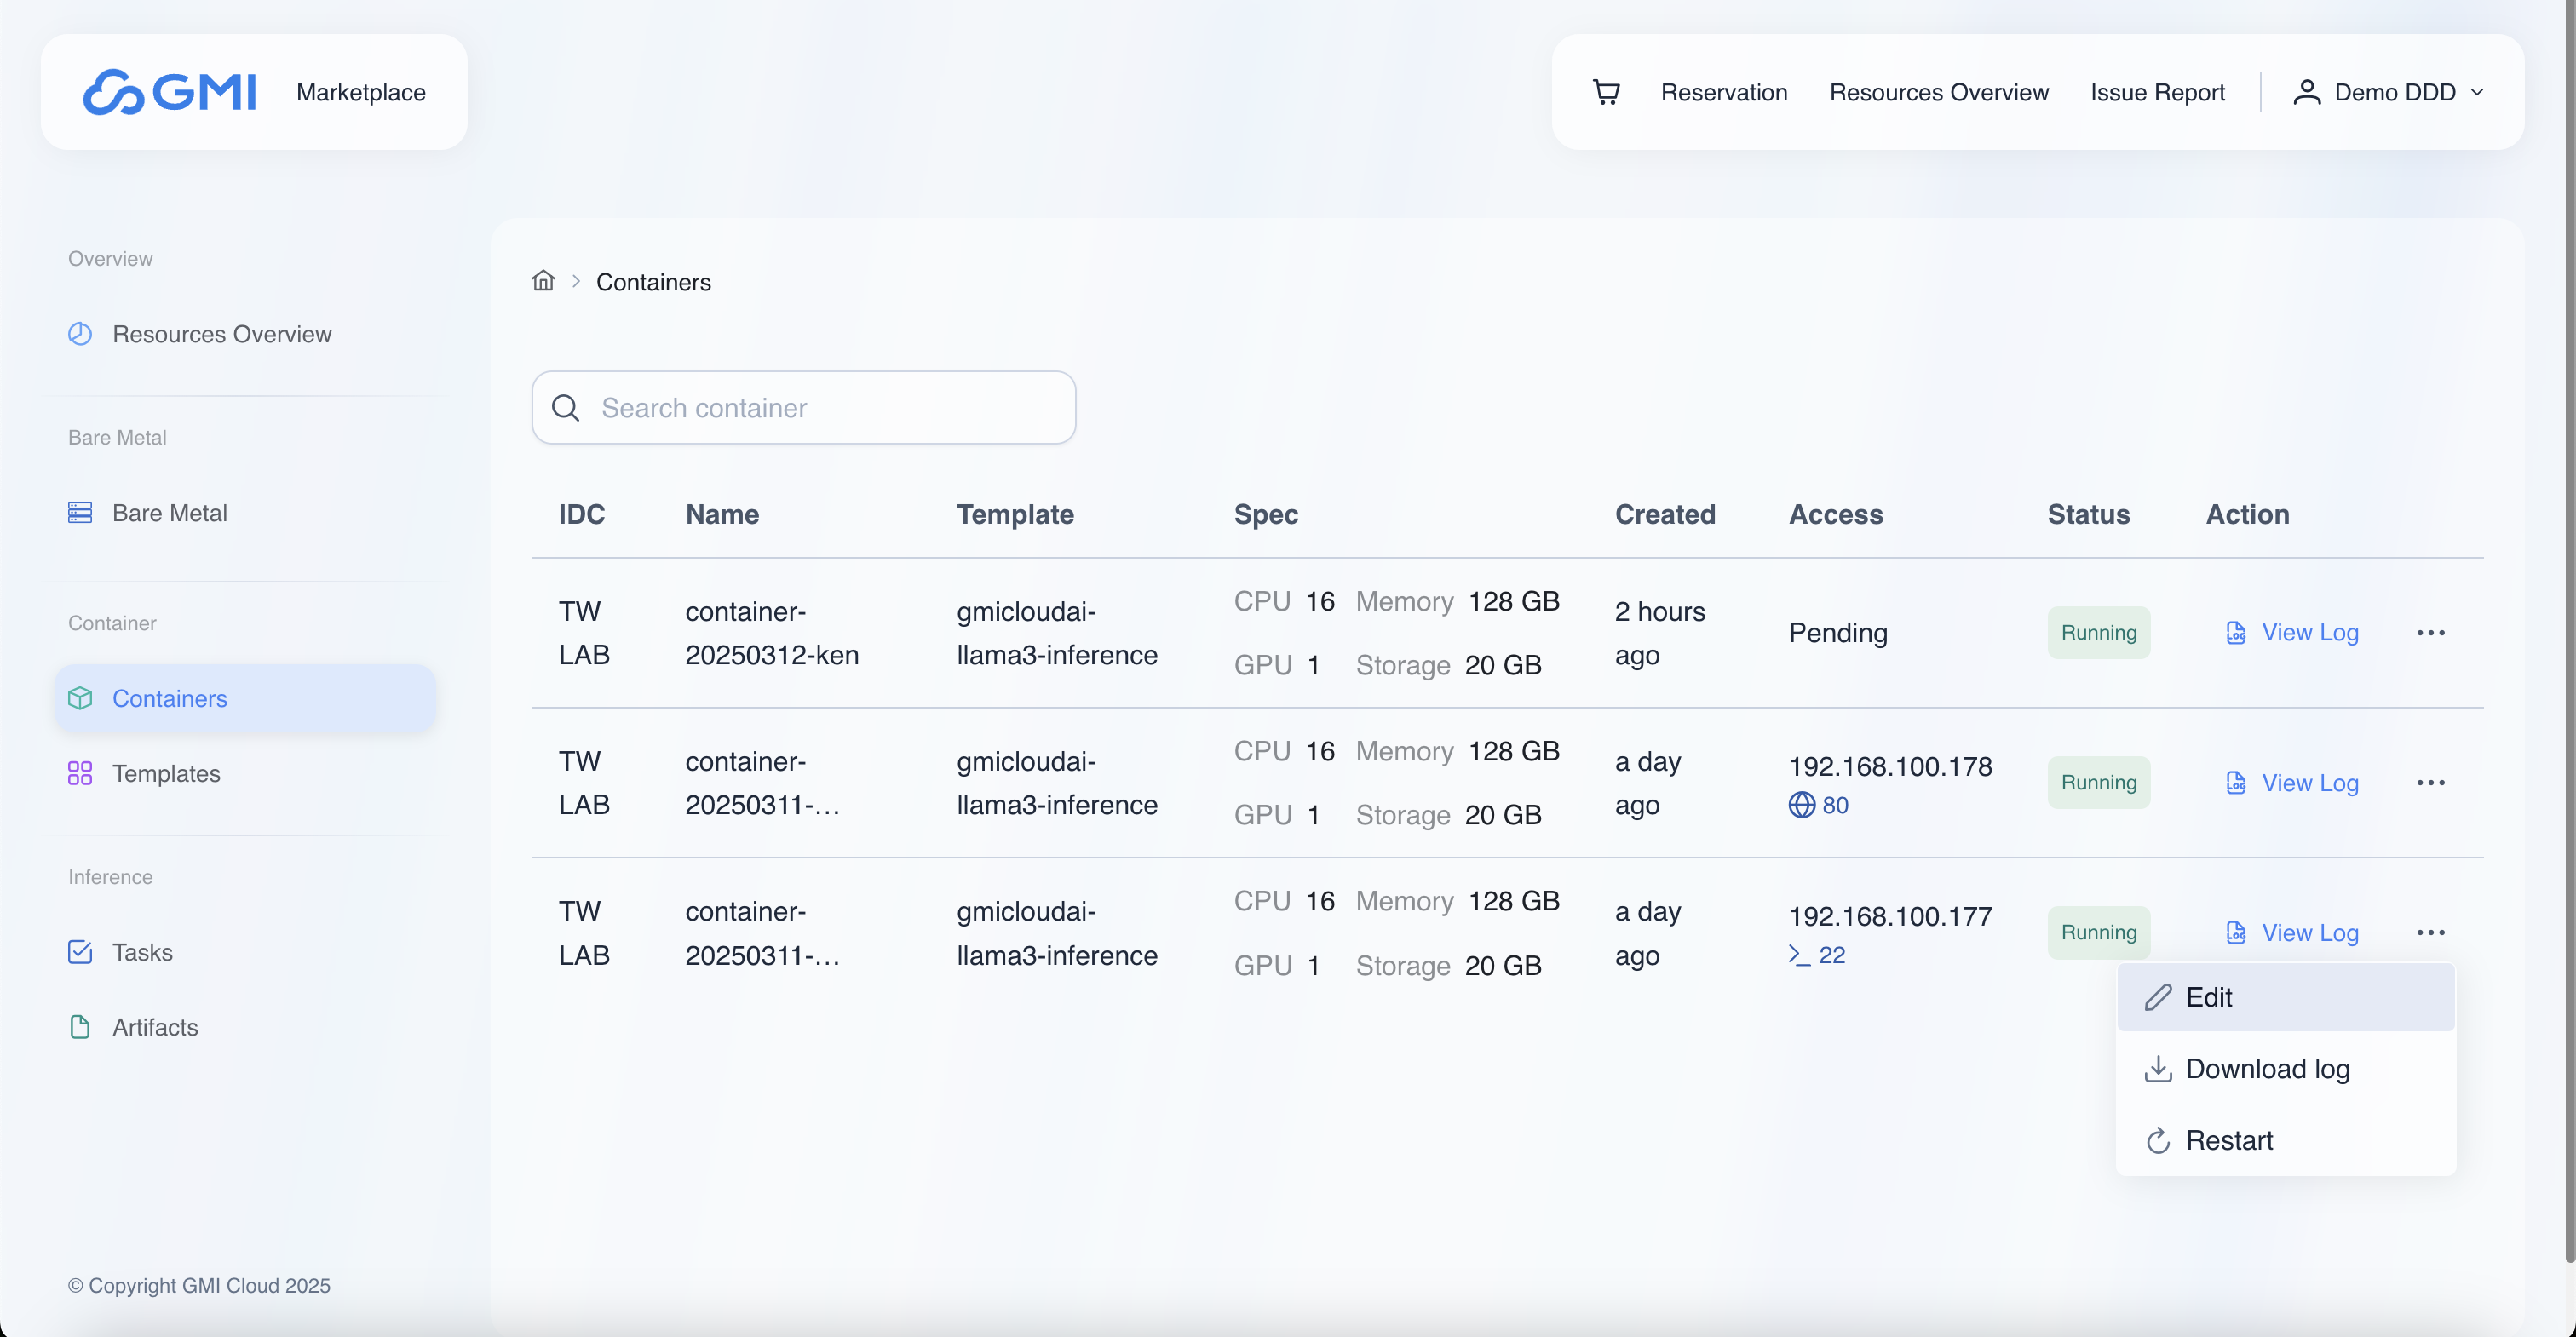 GMI Marketplace
Reservation Resources Overview Issue Report Demo DDD
Overview
Resources Overview
Bare Metal
Bare Metal
Container
Containers
Templates
Inference
Tasks
Artifacts
© Copyright GMI Cloud 2025
Containers
Search container
IDC Name Template Spec Created Access Status Action
TW LAB container-20250312-ken gmicloudai-llama3-inference CPU 16 Memory 128 GB GPU 1 Storage 20 GB 2 hours ago Pending Running View Log
TW LAB container-20250311-… gmicloudai-llama3-inference CPU 16 Memory 128 GB GPU 1 Storage 20 GB a day ago 192.168.100.178 80 Running View Log
TW LAB container-20250311-… gmicloudai-llama3-inference CPU 16 Memory 128 GB GPU 1 Storage 20 GB a day ago 192.168.100.177 22 Running View Log
Edit
Download log
Restart